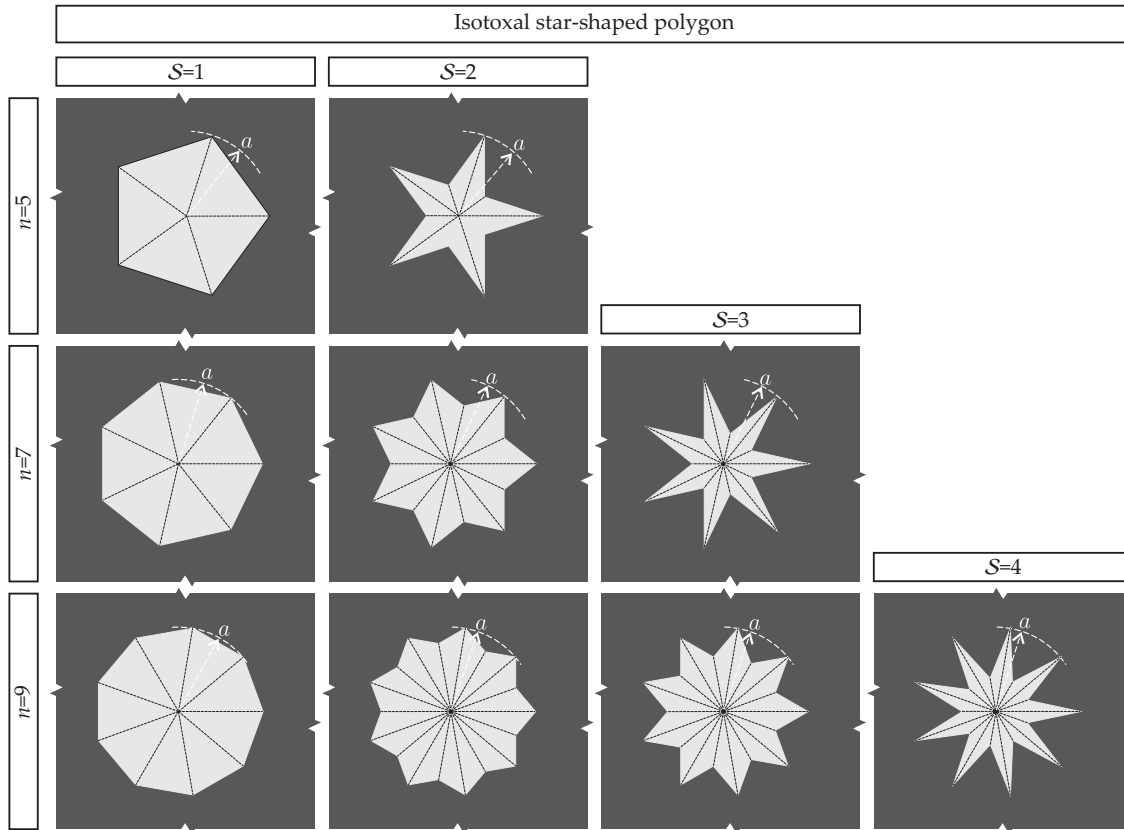 Isotoxal star-shaped polygon
𝒮=1
𝒮=2
n=5
a
a
𝒮=3
n=7
a
a
a
𝒮=4
n=9
a
a
a
a